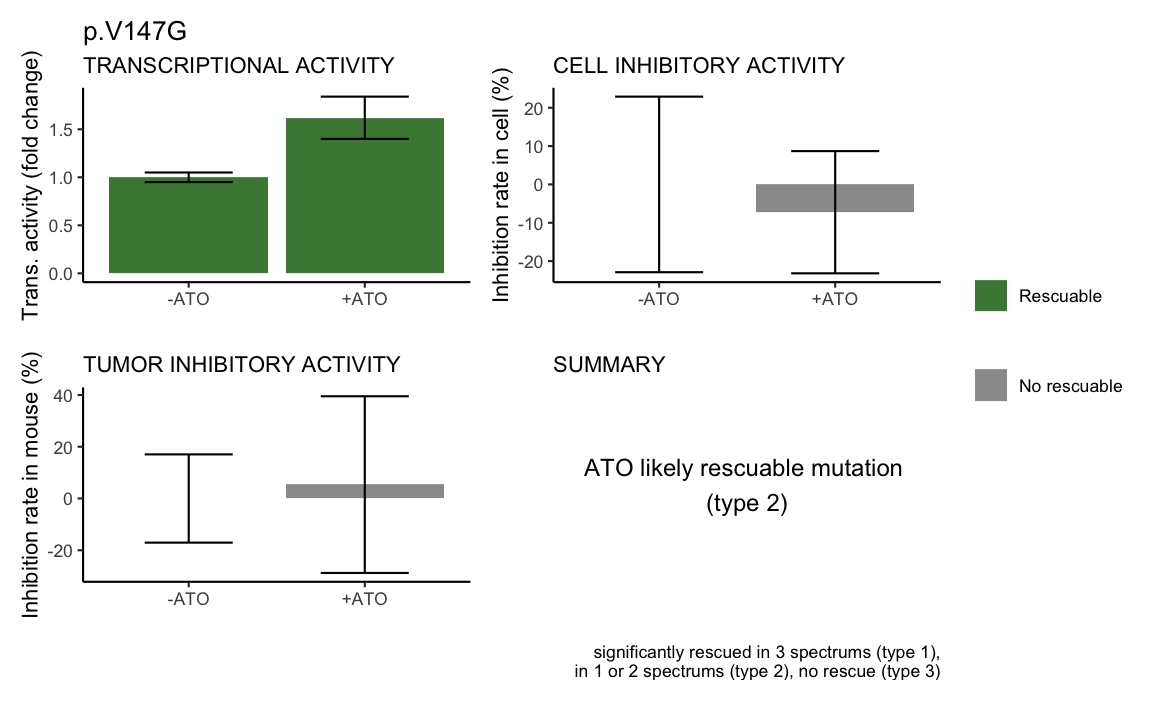 p.V147G
TRANSCRIPTIONAL ACTIVITY
Trans. activity (fold change)
1.5
1.0
0.5
0.0
-ATO
+ATO
CELL INHIBITORY ACTIVITY
Inhibition rate in cell (%)
20
10
0
-10
-20
-ATO
+ATO
Rescuable
No rescuable
TUMOR INHIBITORY ACTIVITY
Inhibition rate in mouse (%)
40
20
0
-20
-ATO
+ATO
SUMMARY
ATO likely rescuable mutation
(type 2)
significantly rescued in 3 spectrums (type 1),
in 1 or 2 spectrums (type 2), no rescue (type 3)